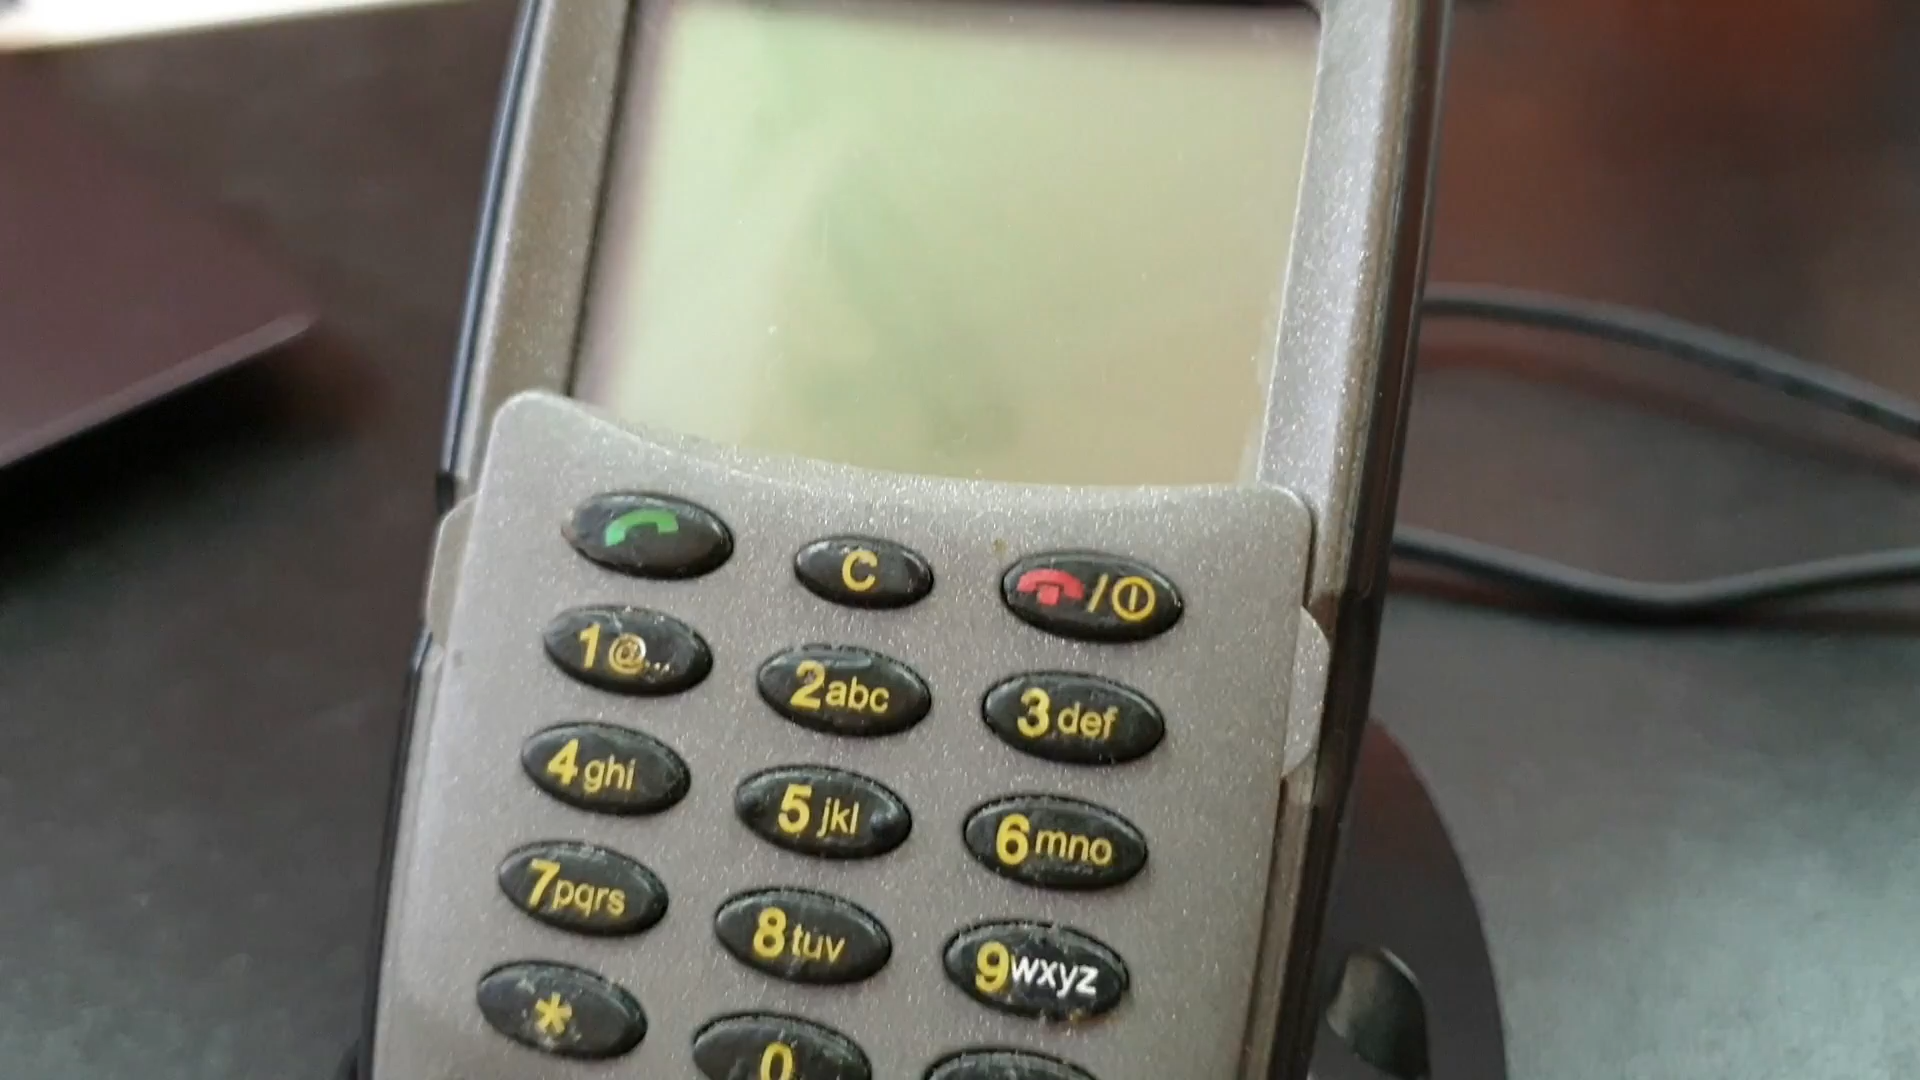 C /
1@... 2abc 3def
4ghi 5jkl 6mno
7pqrs 8tuv 9wxyz
* 0